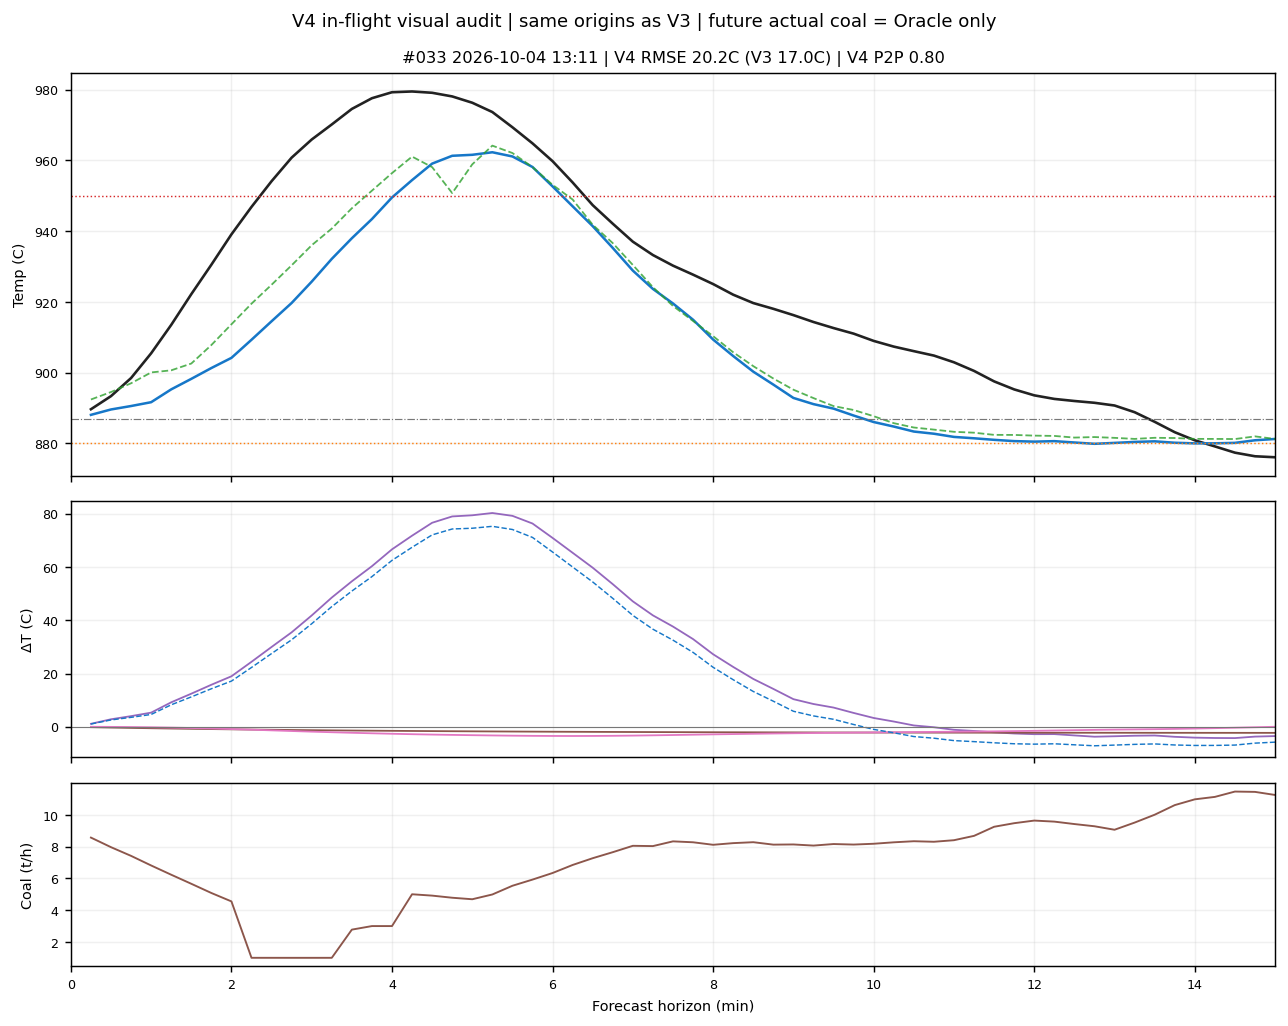 V4 in-flight visual audit | same origins as V3 | future actual coal = Oracle only
#033 2026-10-04 13:11 | V4 RMSE 20.2C (V3 17.0C) | V4 P2P 0.80
980
960
940
920
900
880
Temp (C)
80
60
40
20
0
ΔT (C)
10
8
6
4
2
Coal (t/h)
0 2 4 6 8 10 12 14
Forecast horizon (min)